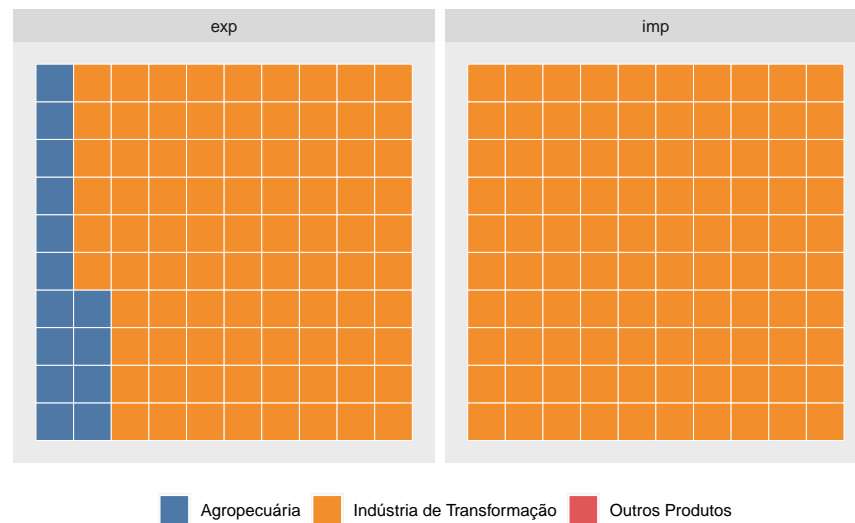 exp
imp
Agropecuária
Indústria de Transformação
Outros Produtos